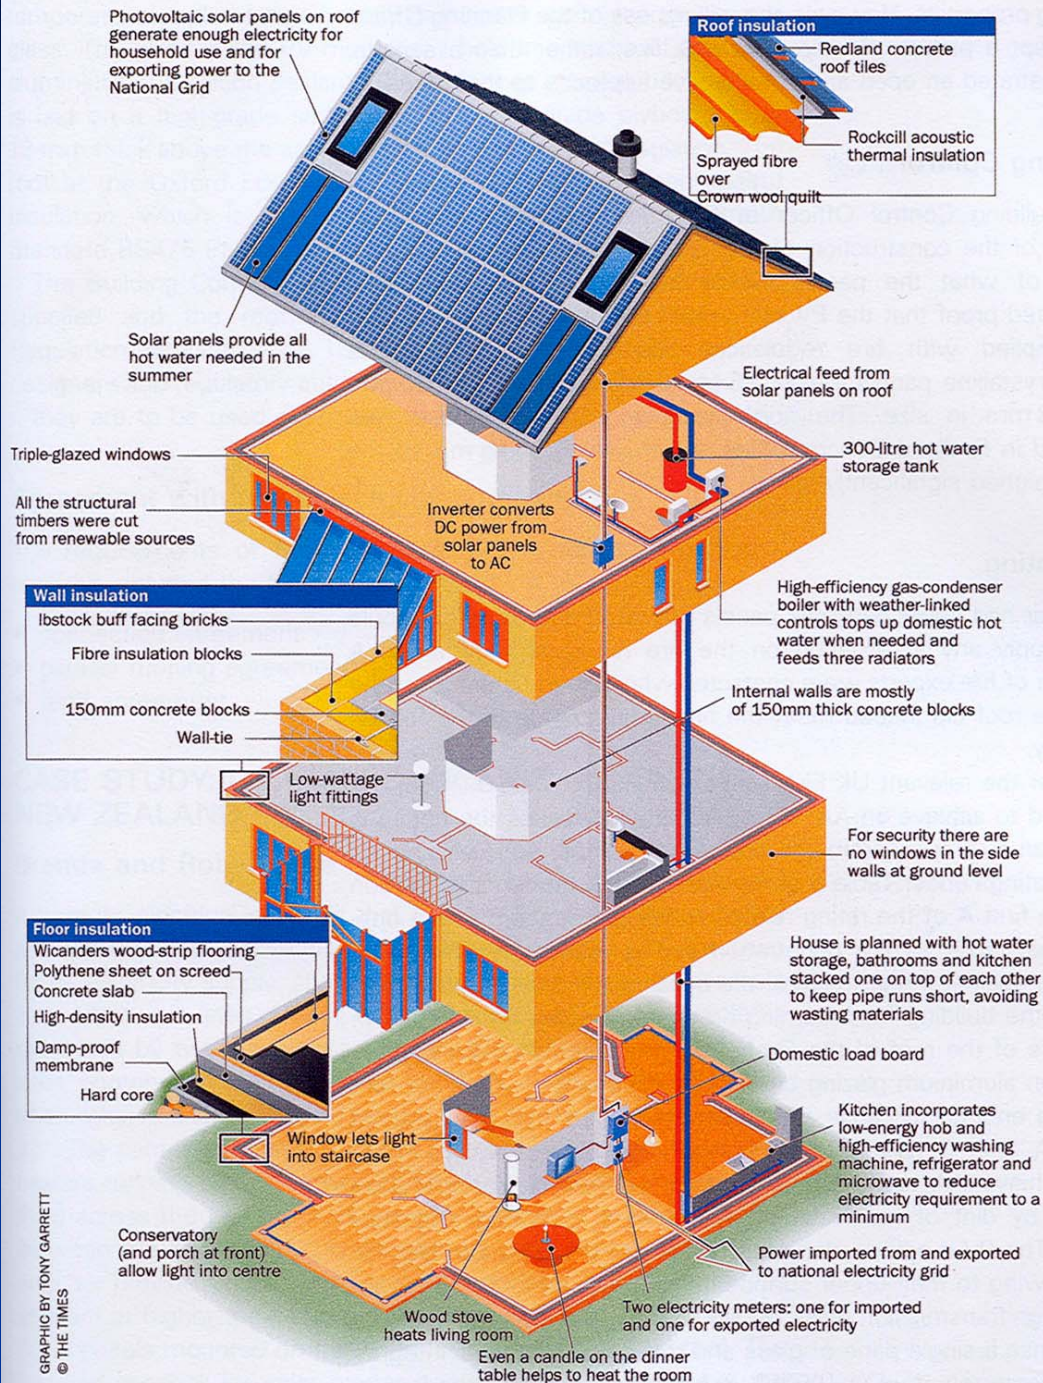 Photovoltaic solar panels on roof
generate enough electricity for
household use and for
exporting power to the
National Grid
Roof insulation
Redland concrete
roof tiles
Rockcill acoustic
thermal insulation
Sprayed fibre
over
Crown wool quilt
Solar panels provide all
hot water needed in the
summer
Electrical feed from
solar panels on roof
Triple-glazed windows
300-litre hot water
storage tank
All the structural
timbers were cut
from renewable sources
Inverter converts
DC power from
solar panels
to AC
High-efficiency gas-condenser
boiler with weather-linked
controls tops up domestic hot
water when needed and
feeds three radiators
Wall insulation
Ibstock buff facing bricks
Fibre insulation blocks
150mm concrete blocks
Wall-tie
Internal walls are mostly
of 150mm thick concrete blocks
Low-wattage
light fittings
For security there are
no windows in the side
walls at ground level
Floor insulation
Wicanders wood-strip flooring
Polythene sheet on screed
Concrete slab
High-density insulation
Damp-proof
membrane
Hard core
House is planned with hot water
storage, bathrooms and kitchen
stacked one on top of each other
to keep pipe runs short, avoiding
wasting materials
Domestic load board
Window lets light
into staircase
Kitchen incorporates
low-energy hob and
high-efficiency washing
machine, refrigerator and
microwave to reduce
electricity requirement to a
minimum
Conservatory
(and porch at front)
allow light into centre
Power imported from and exported
to national electricity grid
Wood stove
heats living room
Two electricity meters: one for imported
and one for exported electricity
Even a candle on the dinner
table helps to heat the room
GRAPHIC BY TONY GARRETT
© THE TIMES